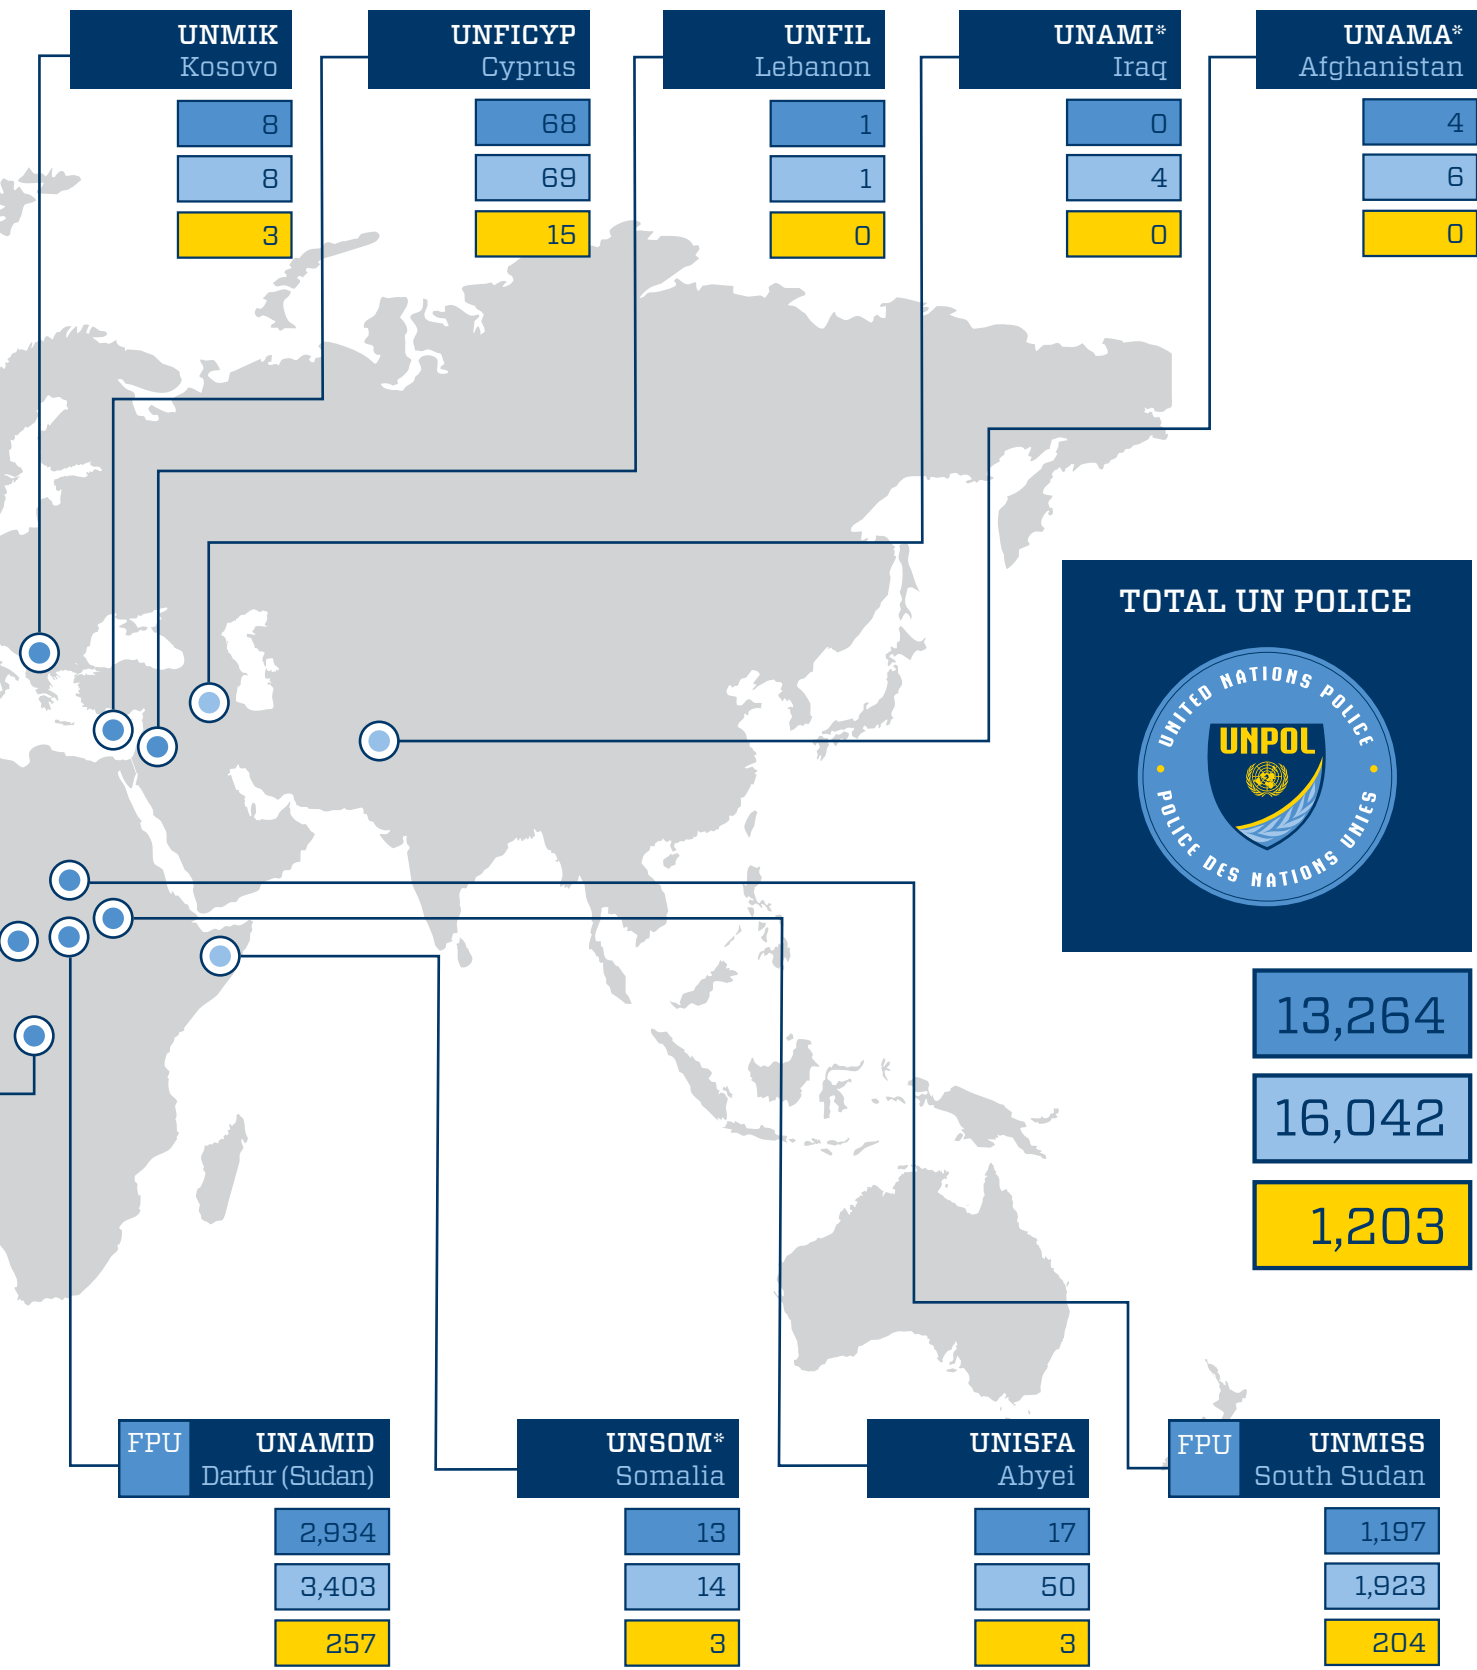 UNMIK
Kosovo
8
8
3
UNFICYP
Cyprus
68
69
15
UNFIL
Lebanon
1
1
0
UNAMI*
Iraq
0
4
0
UNAMA*
Afghanistan
4
6
0
TOTAL UN POLICE
UNITED NATIONS POLICE
UNPOL
POLICE DES NATIONS UNIES
13,264
16,042
1,203
FPU
UNAMID
Darfur (Sudan)
2,934
3,403
257
UNSOM*
Somalia
13
14
3
UNISFA
Abyei
17
50
3
FPU
UNMISS
South Sudan
1,197
1,923
204